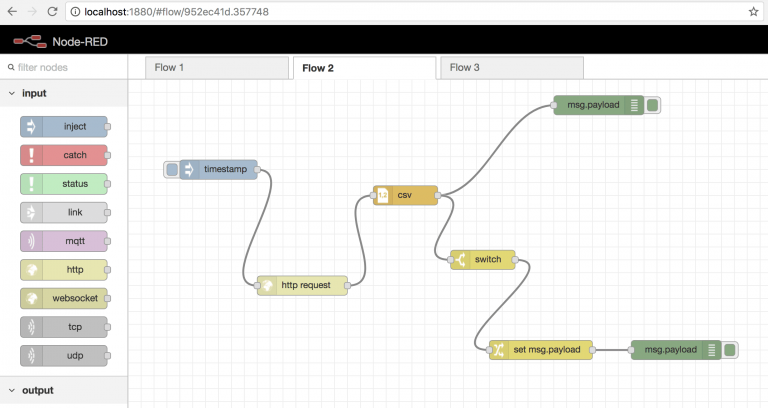 localhost:1880/#flow/952ec41d.357748
Node-RED
filter nodes
Flow 1
Flow 2
Flow 3
input
inject
catch
status
link
mqtt
http
websocket
tcp
udp
output
msg.payload
timestamp
1,2
csv
switch
http request
set msg.payload
msg.payload